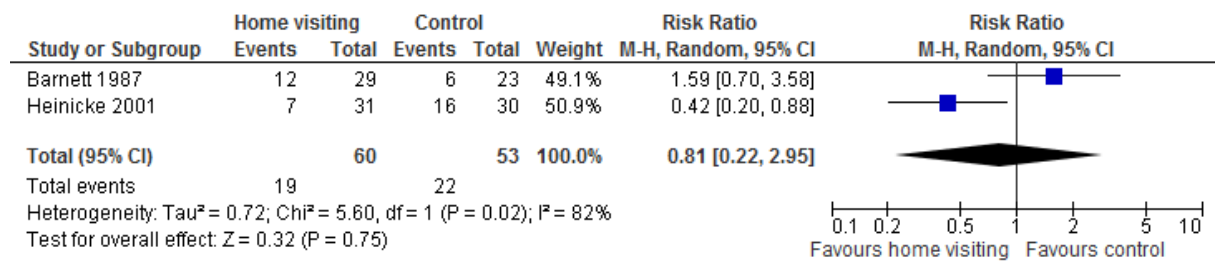 Home visiting Control Risk Ratio Risk Ratio
Study or Subgroup Events Total Events Total Weight M-H, Random, 95% CI M-H, Random, 95% CI
Barnett 1987 12 29 6 23 49.1% 1.59 [0.70, 3.58]
Heinicke 2001 7 31 16 30 50.9% 0.42 [0.20, 0.88]
Total (95% CI) 60 53 100.0% 0.81 [0.22, 2.95]
Total events 19 22
Heterogeneity: Tau² = 0.72; Chi² = 5.60, df = 1 (P = 0.02); I² = 82%
Test for overall effect: Z = 0.32 (P = 0.75)
0.1 0.2 0.5 1 2 5 10
Favours home visiting Favours control